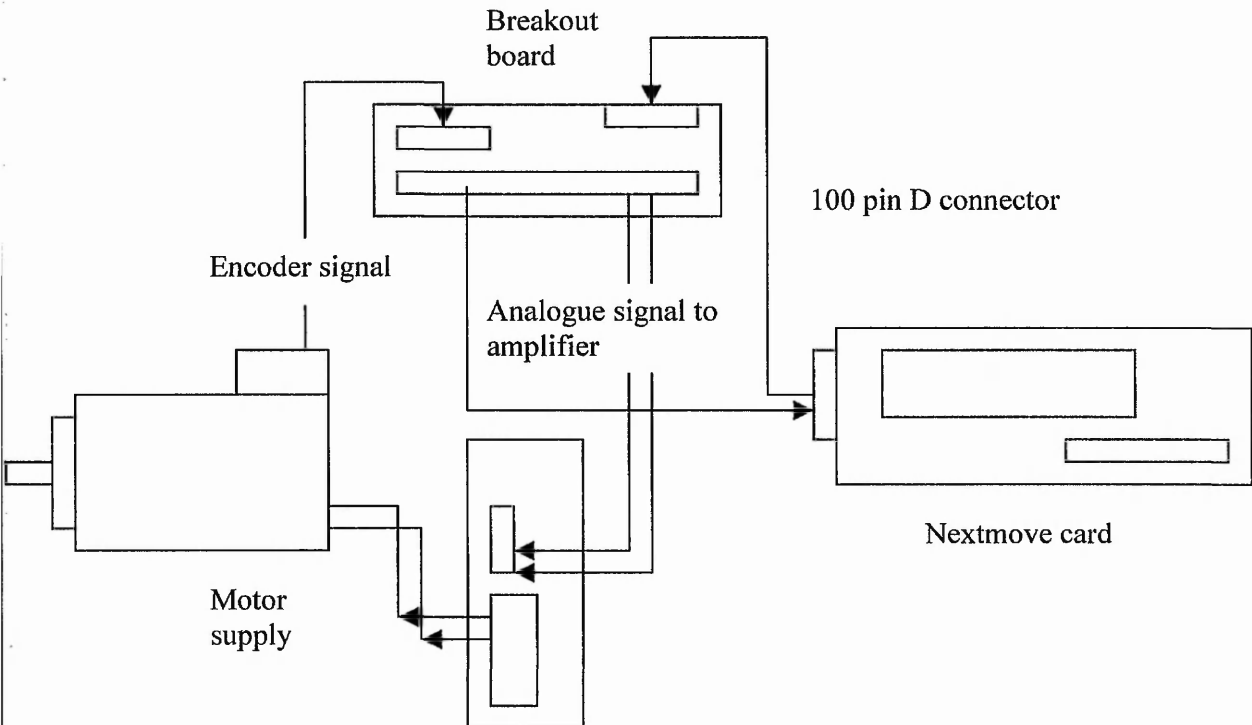 Breakout
board
100 pin D connector
Encoder signal
Analogue signal to
amplifier
Nextmove card
Motor
supply